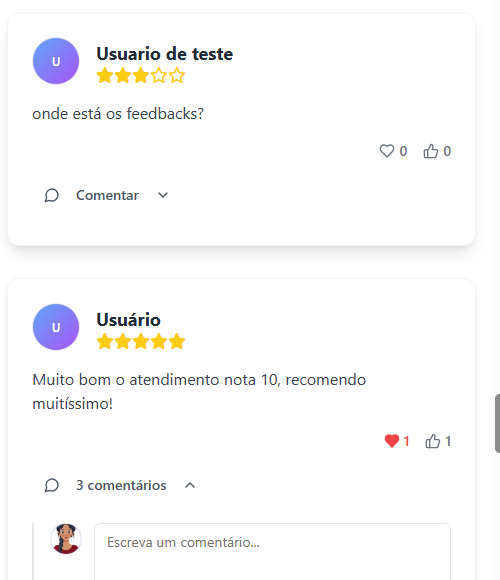 U
Usuario de teste
onde está os feedbacks?
0 0
Comentar
U
Usuário
Muito bom o atendimento nota 10, recomendo
muitíssimo!
1 1
3 comentários
Escreva um comentário...